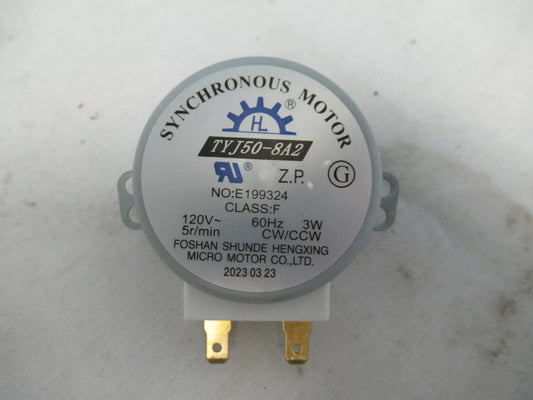 SYNCHRONOUS MOTOR
HL ®
TYJ50-8A2
RU ® Z.P. G
NO:E199324
CLASS:F
120V~ 60Hz 3W
5r/min CW/CCW
FOSHAN SHUNDE HENGXING
MICRO MOTOR CO.,LTD.
2023 03 23